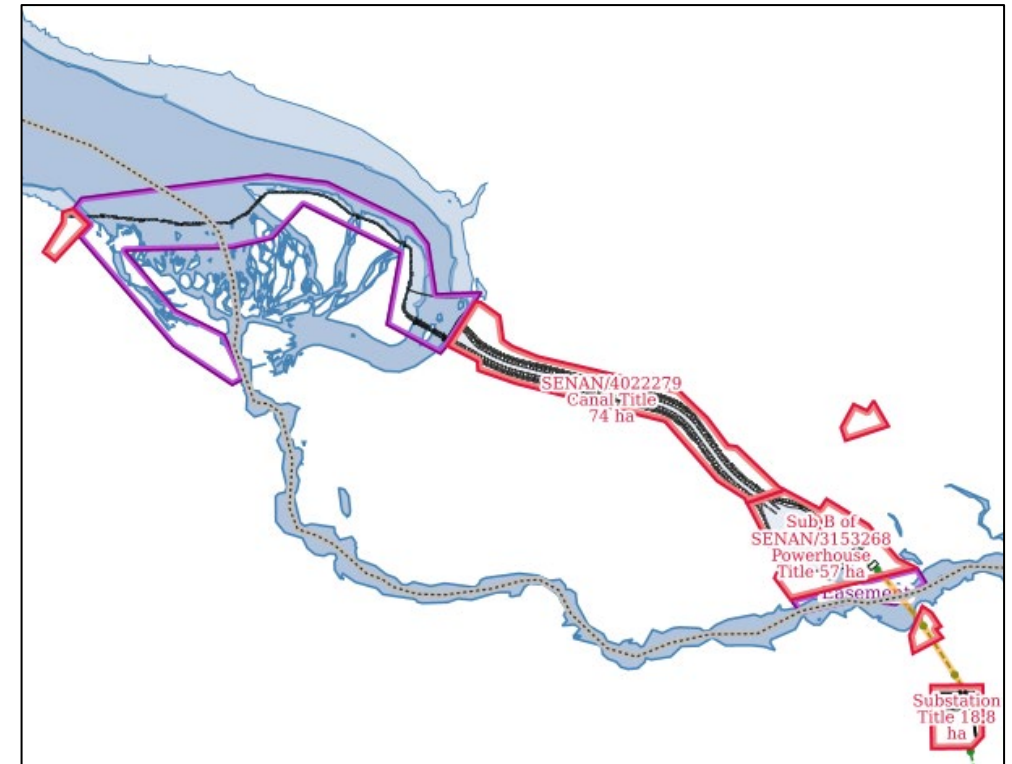 SENAN/4022279
Canal Title
74 ha
Sub B of
SENAN/3153268
Powerhouse
Title 57 ha
Easement
Substation
Title 18.8
ha